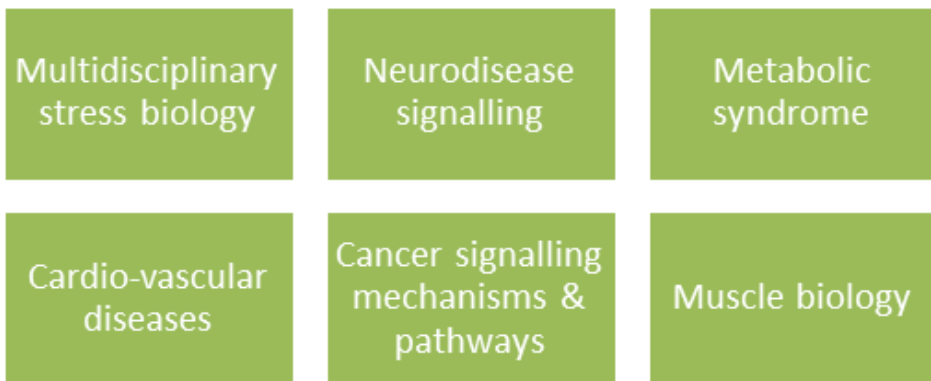 Multidisciplinary
stress biology
Neurodisease
signalling
Metabolic
syndrome
Cardio-vascular
diseases
Cancer signalling
mechanisms &
pathways
Muscle biology